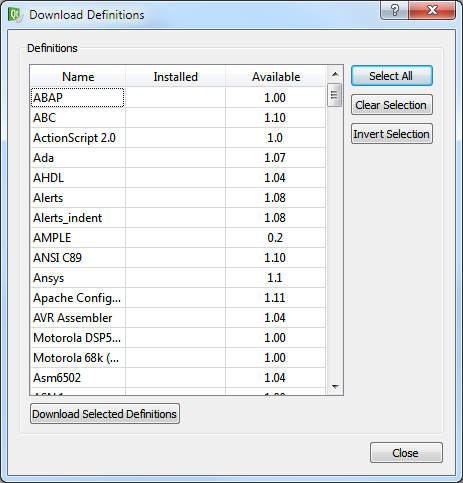 Download Definitions
Definitions
Name Installed Available
ABAP 1.00
ABC 1.10
ActionScript 2.0 1.0
Ada 1.07
AHDL 1.04
Alerts 1.08
Alerts_indent 1.08
AMPLE 0.2
ANSI C89 1.10
Ansys 1.1
Apache Config... 1.11
AVR Assembler 1.04
Motorola DSP5... 1.00
Motorola 68k (... 1.00
Asm6502 1.04
Select All
Clear Selection
Invert Selection
Download Selected Definitions
Close